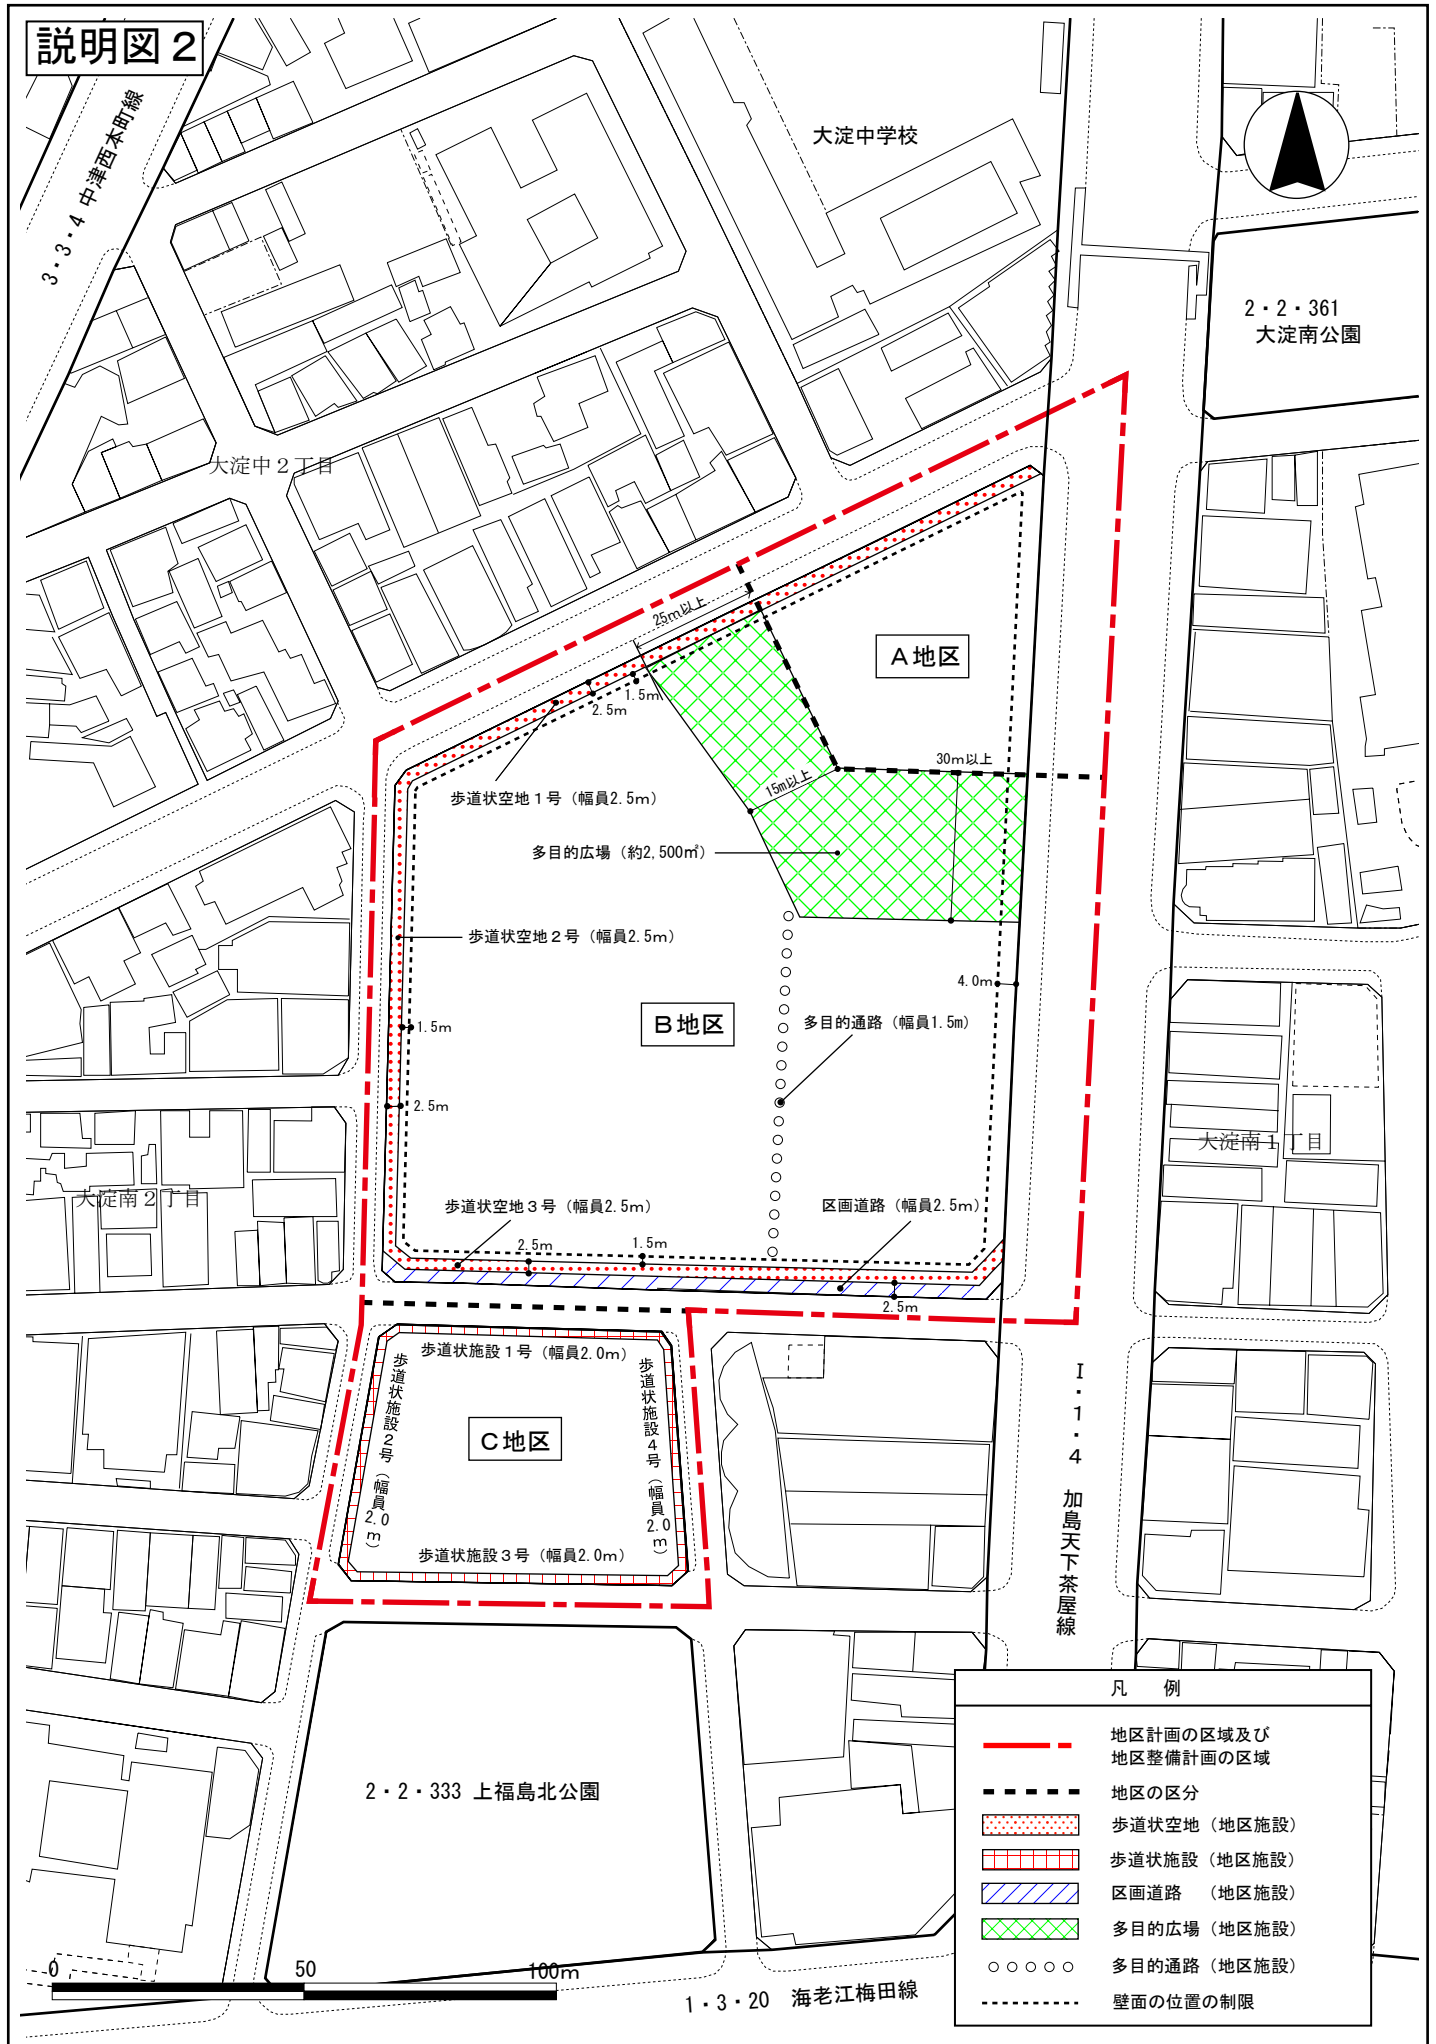 説明図２
3・3・4 中津西本町線
大淀中学校
2・2・361
大淀南公園
大淀中２丁目
25m以上
A地区
1.5m
2.5m
30m以上
15m以上
歩道状空地１号（幅員2.5m）
多目的広場（約2,500㎡）
歩道状空地２号（幅員2.5m）
4.0m
B地区
多目的通路（幅員1.5m）
1.5m
2.5m
大淀南１丁目
大淀南２丁目
歩道状空地３号（幅員2.5m）
区画道路（幅員2.5m）
2.5m
1.5m
2.5m
歩道状施設１号（幅員2.0m）
歩道状施設２号（幅員2.0m）
歩道状施設４号（幅員2.0m）
C地区
歩道状施設３号（幅員2.0m）
Ⅰ・1・4 加島天下茶屋線
2・2・333 上福島北公園
凡　例
地区計画の区域及び
地区整備計画の区域
地区の区分
歩道状空地（地区施設）
歩道状施設（地区施設）
区画道路　（地区施設）
多目的広場（地区施設）
多目的通路（地区施設）
壁面の位置の制限
0 50 100m
1・3・20 海老江梅田線